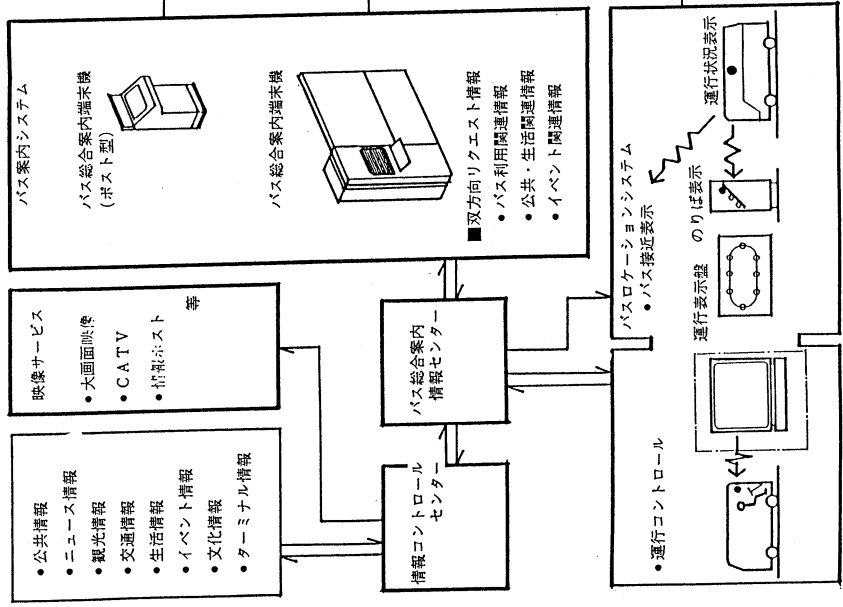 • 公共情報
• ニュース情報
• 観光情報
• 交通情報
• 生活情報
• イベント情報
• 文化情報
• ターミナル情報
映像サービス
• 大画面映像
• CATV
• 情報ポスト
等
バス案内システム
バス総合案内端末機
(ポスト型)
バス総合案内端末機
■双方向リクエスト情報
• バス利用関連情報
• 公共・生活関連情報
• イベント関連情報
情報コントロール
センター
バス総合案内
情報センター
• 運行コントロール
バスロケーションシステム
• バス接近表示
運行表示盤
のりば表示
運行状況表示